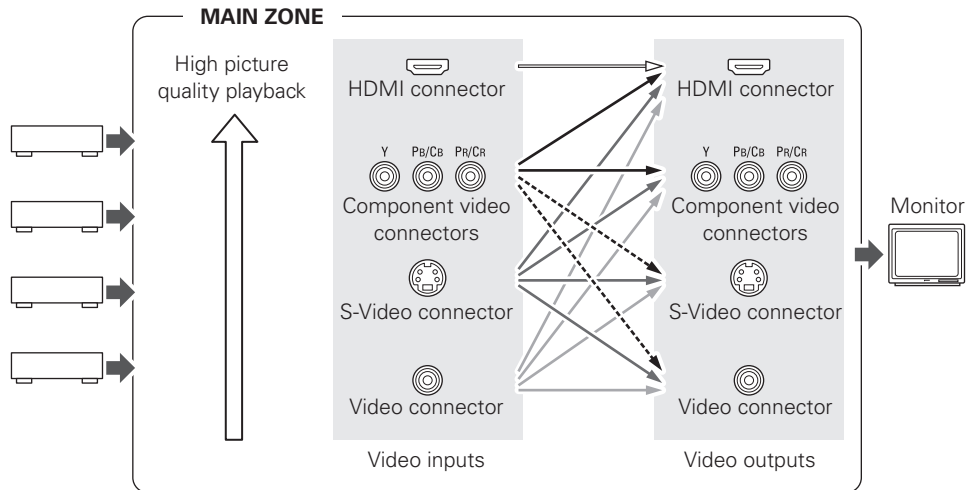 MAIN ZONE
High picture
quality playback
HDMI connector
HDMI connector
Y PB/CB PR/CR
Y PB/CB PR/CR
Component video
connectors
Component video
connectors
Monitor
S-Video connector
S-Video connector
Video connector
Video connector
Video inputs
Video outputs